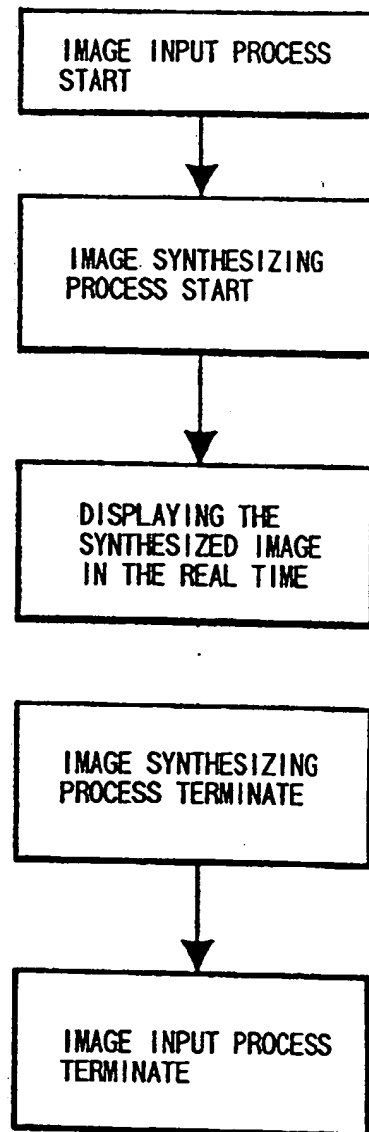 IMAGE INPUT PROCESS
START
IMAGE SYNTHESIZING
PROCESS START
DISPLAYING THE
SYNTHESIZED IMAGE
IN THE REAL TIME
IMAGE SYNTHESIZING
PROCESS TERMINATE
IMAGE INPUT PROCESS
TERMINATE